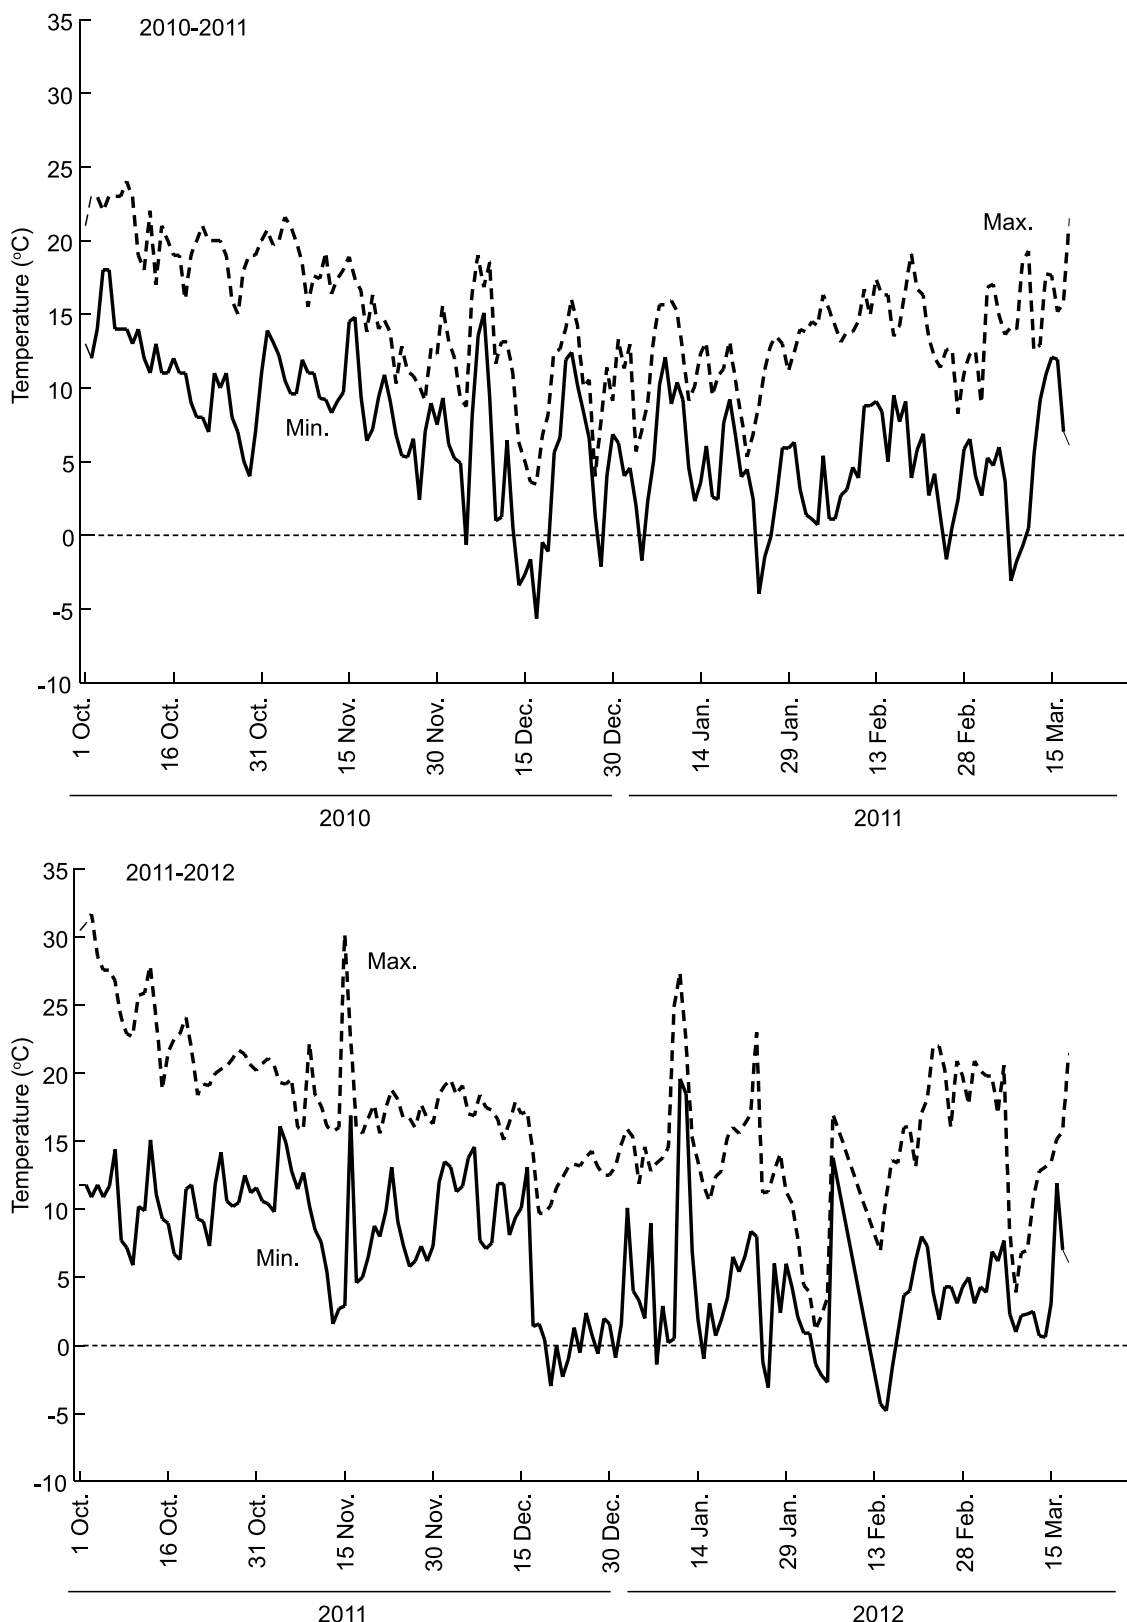 2010-2011
35
30
25
20
15
10
5
0
-5
-10
Temperature (°C)
Max.
Min.
1 Oct.
16 Oct.
31 Oct.
15 Nov.
30 Nov.
15 Dec.
30 Dec.
14 Jan.
29 Jan.
13 Feb.
28 Feb.
15 Mar.
2010
2011
2011-2012
35
30
25
20
15
10
5
0
-5
-10
Temperature (°C)
Max.
Min.
1 Oct.
16 Oct.
31 Oct.
15 Nov.
30 Nov.
15 Dec.
30 Dec.
14 Jan.
29 Jan.
13 Feb.
28 Feb.
15 Mar.
2011
2012